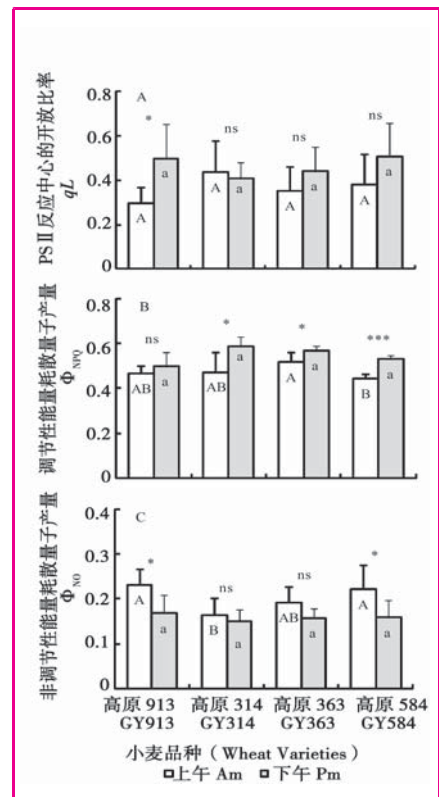 PSⅡ反应中心的开放比率
qL
0.8
0.6
0.4
0.2
0
A
*
ns
ns
ns
A
a
A
a
A
a
A
a
调节性能量耗散量子产量
Φ_NPQ
0.8
0.6
0.4
0.2
0
B
ns
*
*
***
AB
a
AB
a
A
a
B
a
非调节性能量耗散量子产量
Φ_NO
0.4
0.3
0.2
0.1
0
C
*
ns
ns
*
A
a
B
a
AB
a
A
a
高原 913 高原 314 高原 363 高原 584
GY913 GY314 GY363 GY584
小麦品种（Wheat Varieties）
上午 Am 下午 Pm